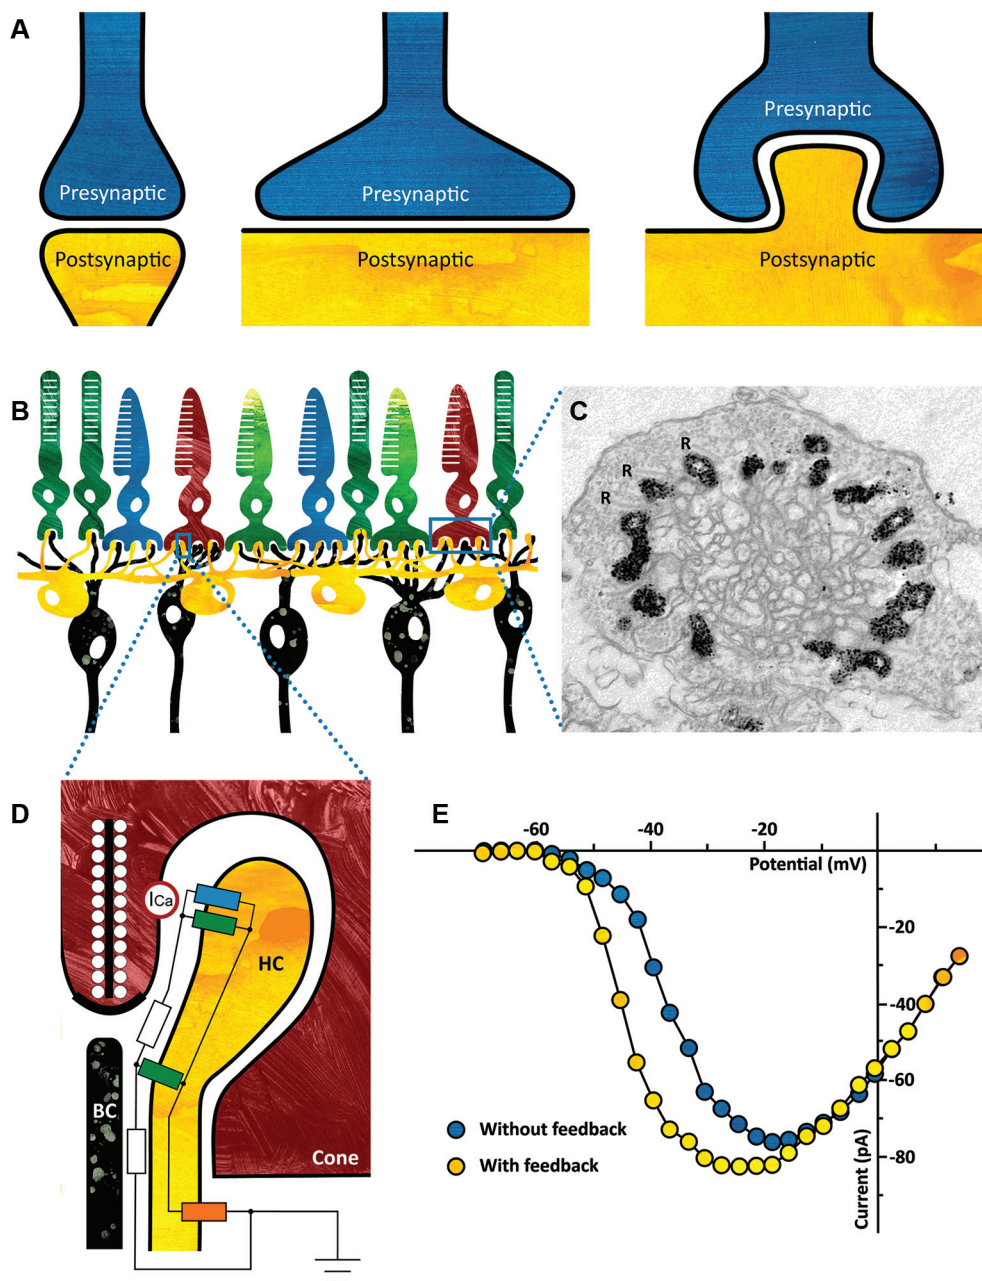 A
Presynaptic
Presynaptic
Presynaptic
Postsynaptic
Postsynaptic
Postsynaptic
B
C
R
R
R
D
ICa
HC
BC
Cone
E
-60
-40
-20
Potential (mV)
-20
-40
-60
-80
Without feedback
With feedback
Current (pA)